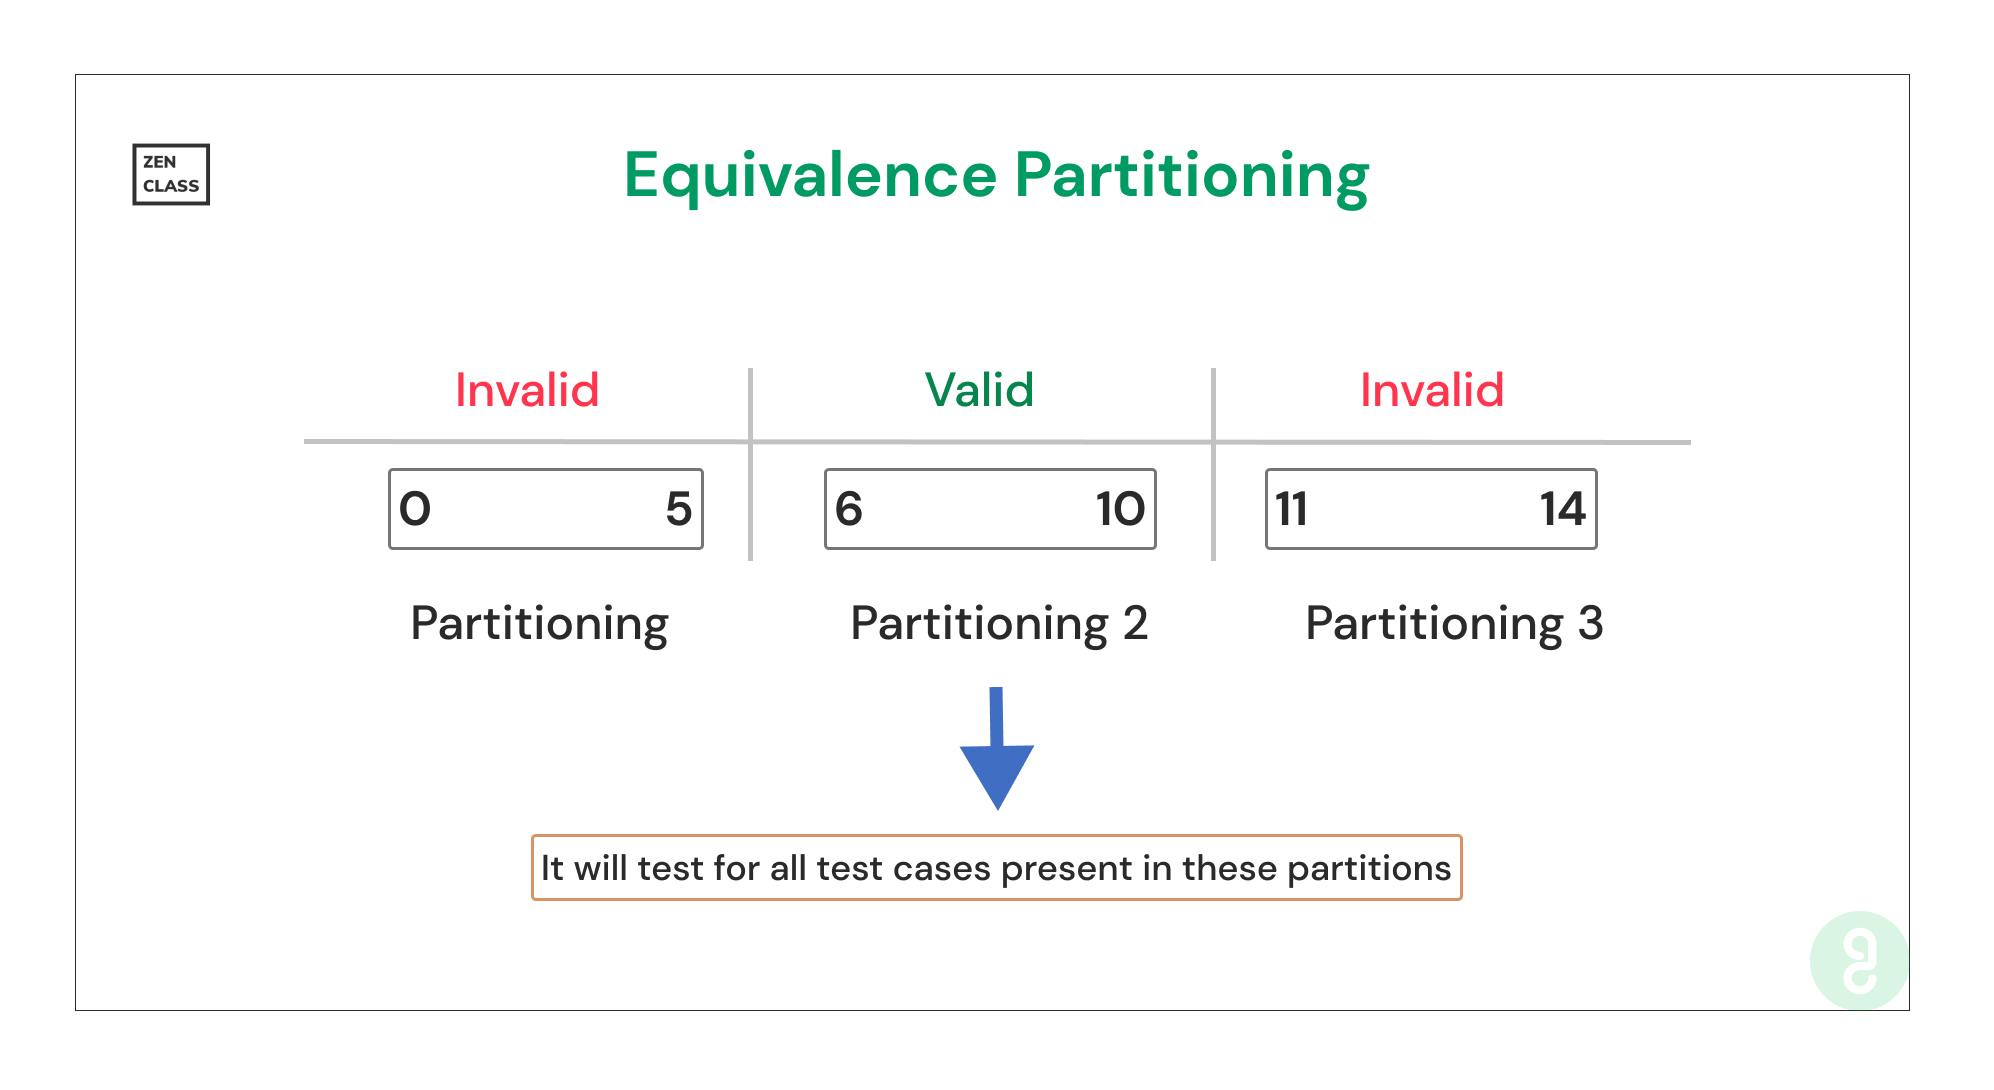 ZEN
CLASS
Equivalence Partitioning
Invalid Valid Invalid
0 5 6 10 11 14
Partitioning Partitioning 2 Partitioning 3
It will test for all test cases present in these partitions